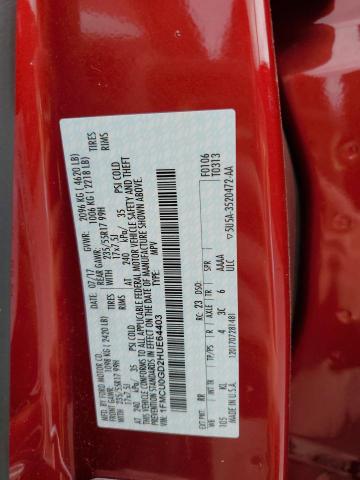 MFD. BY FORD MOTOR CO.
DATE: 07/17 GVWR: 2096 KG ( 4620 LB)
FRONT GAWR: 1098 KG ( 2420 LB) REAR GAWR: 1006 KG ( 2218 LB)
235/55R17 99H TIRES 235/55R17 99H TIRES
17x7.5J RIMS 17x7.5J RIMS
AT 240 kPa/ 35 PSI COLD AT 240 kPa/ 35 PSI COLD
THIS VEHICLE CONFORMS TO ALL APPLICABLE FEDERAL MOTOR VEHICLE SAFETY AND THEFT
PREVENTION STANDARDS IN EFFECT ON THE DATE OF MANUFACTURE SHOWN ABOVE.
VIN: 1FMCU0GD2HUE64403 TYPE: MPV
F0106
T0313
EXT PNT: RR RC: 23 DSO:
WB INT TR TP/PS R AXLE TR SPR
105 KL 4 3C 6 AAAA
ULC
MADE IN U.S.A. 5U5A-3520472-AA